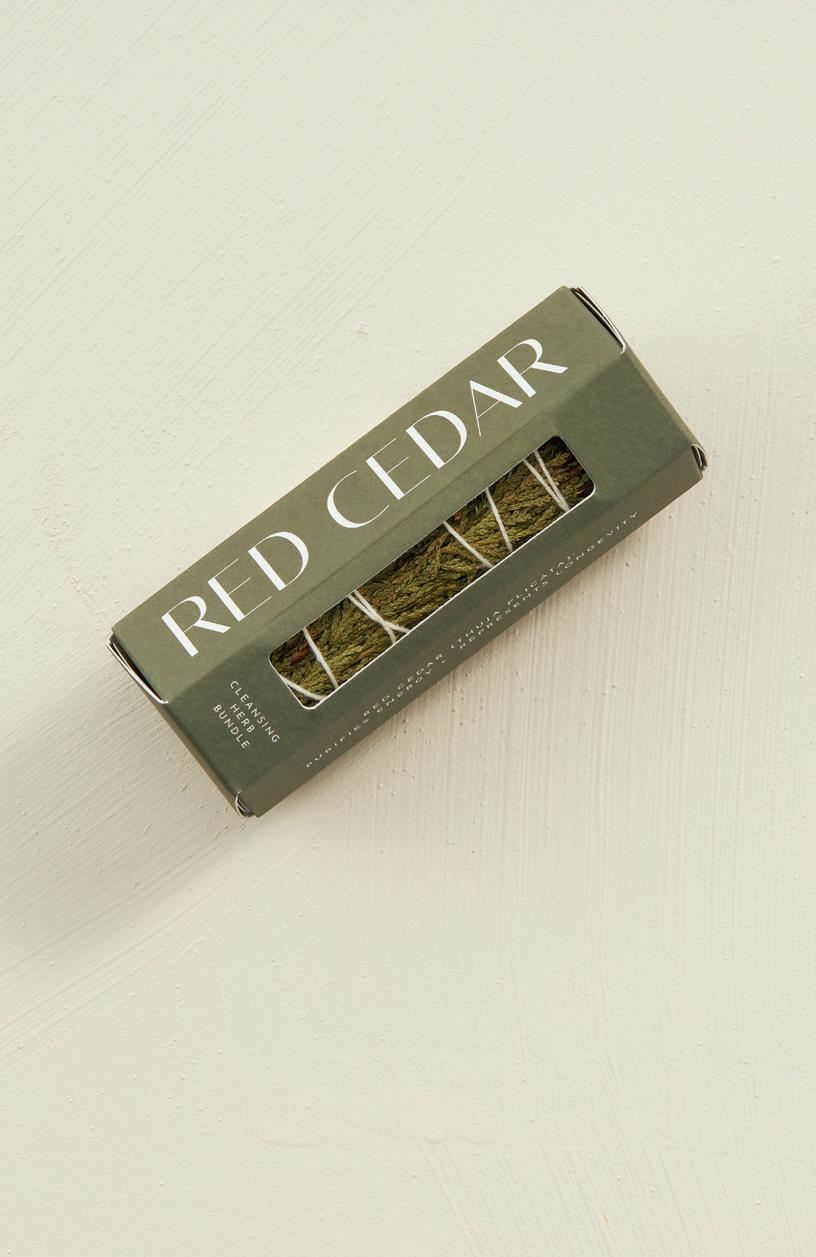 RED CEDAR
CLEANSING
HERB
BUNDLE
RED CEDAR (THUJA PLICATA):
PURIFIES ENERGY • REPRESENTS LONGEVITY